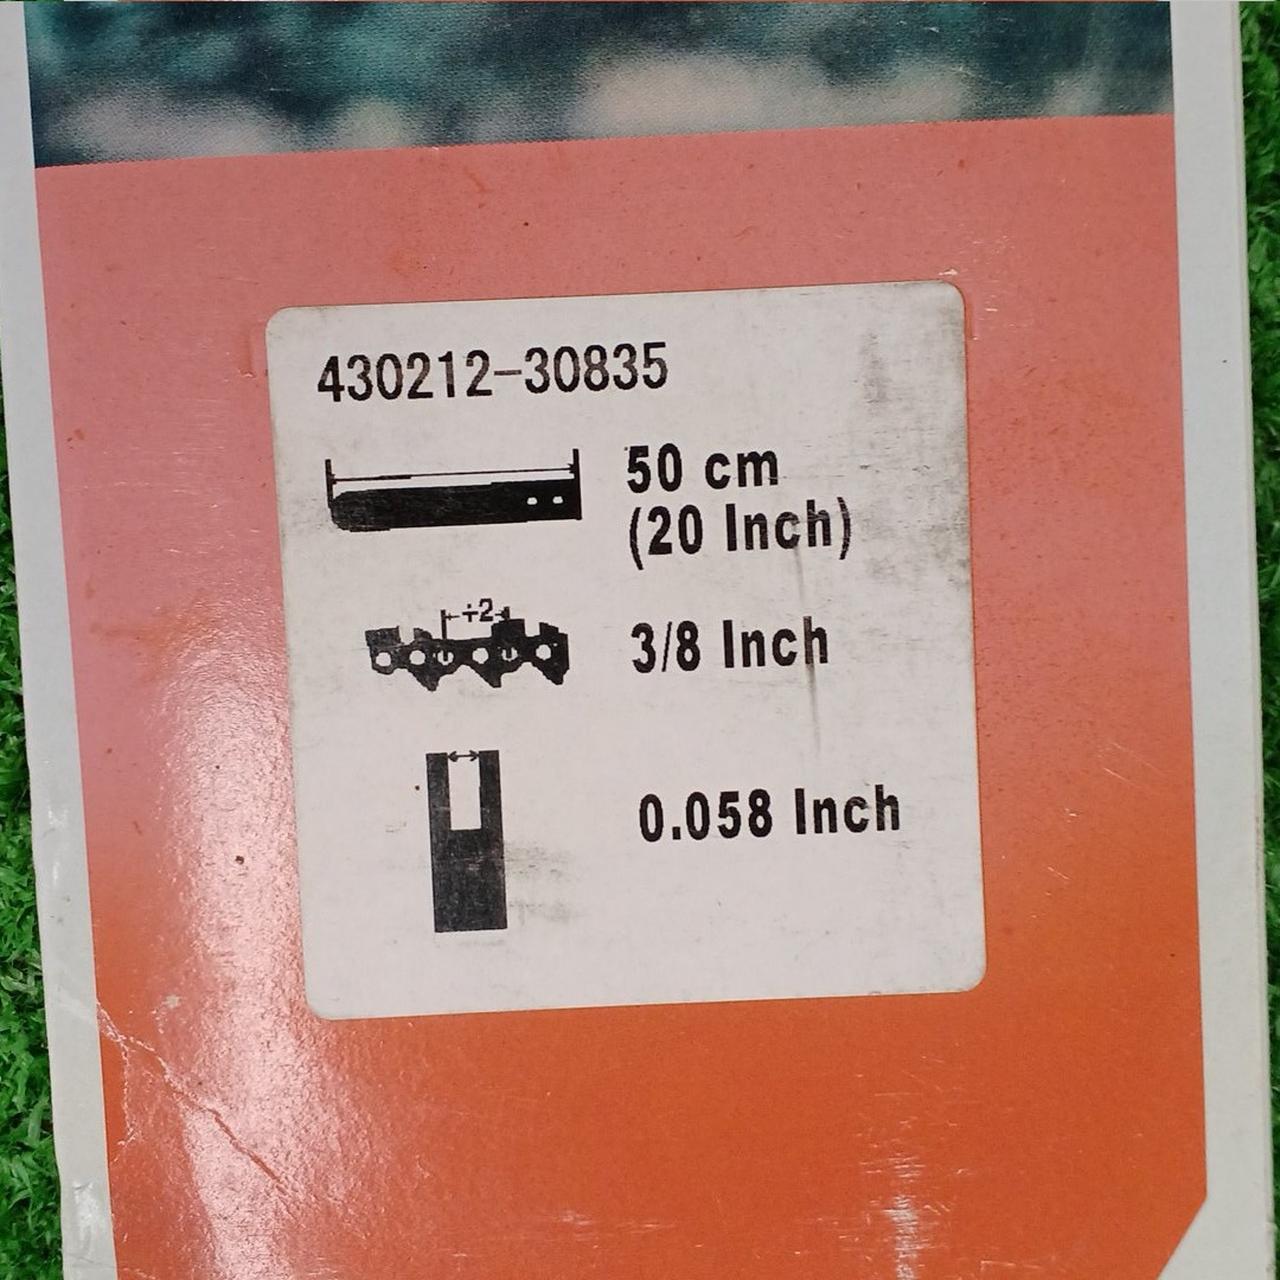 430212-30835
50 cm
(20 Inch)
÷2
3/8 Inch
0.058 Inch